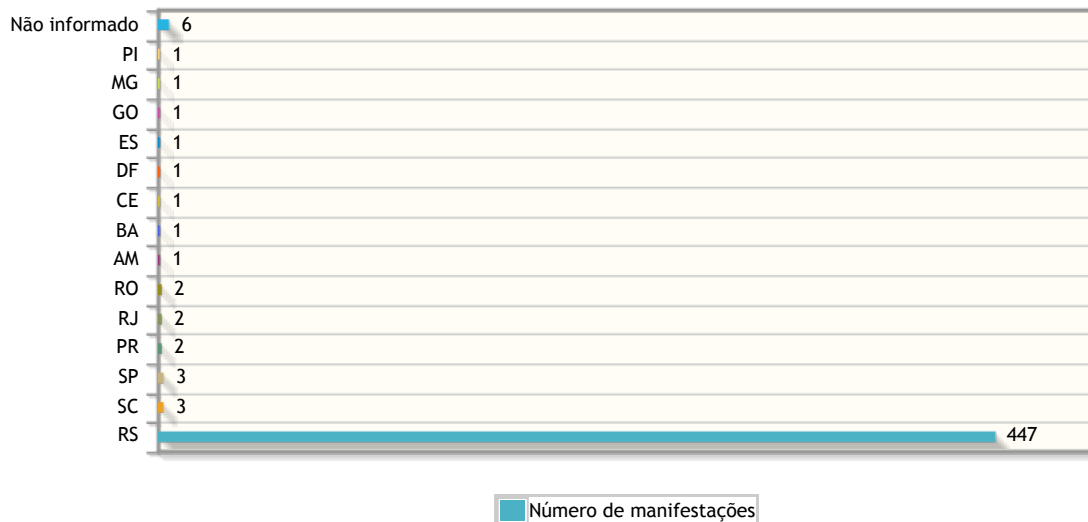 Não informado 6
PI 1
MG 1
GO 1
ES 1
DF 1
CE 1
BA 1
AM 1
RO 2
RJ 2
PR 2
SP 3
SC 3
RS 447
Número de manifestações